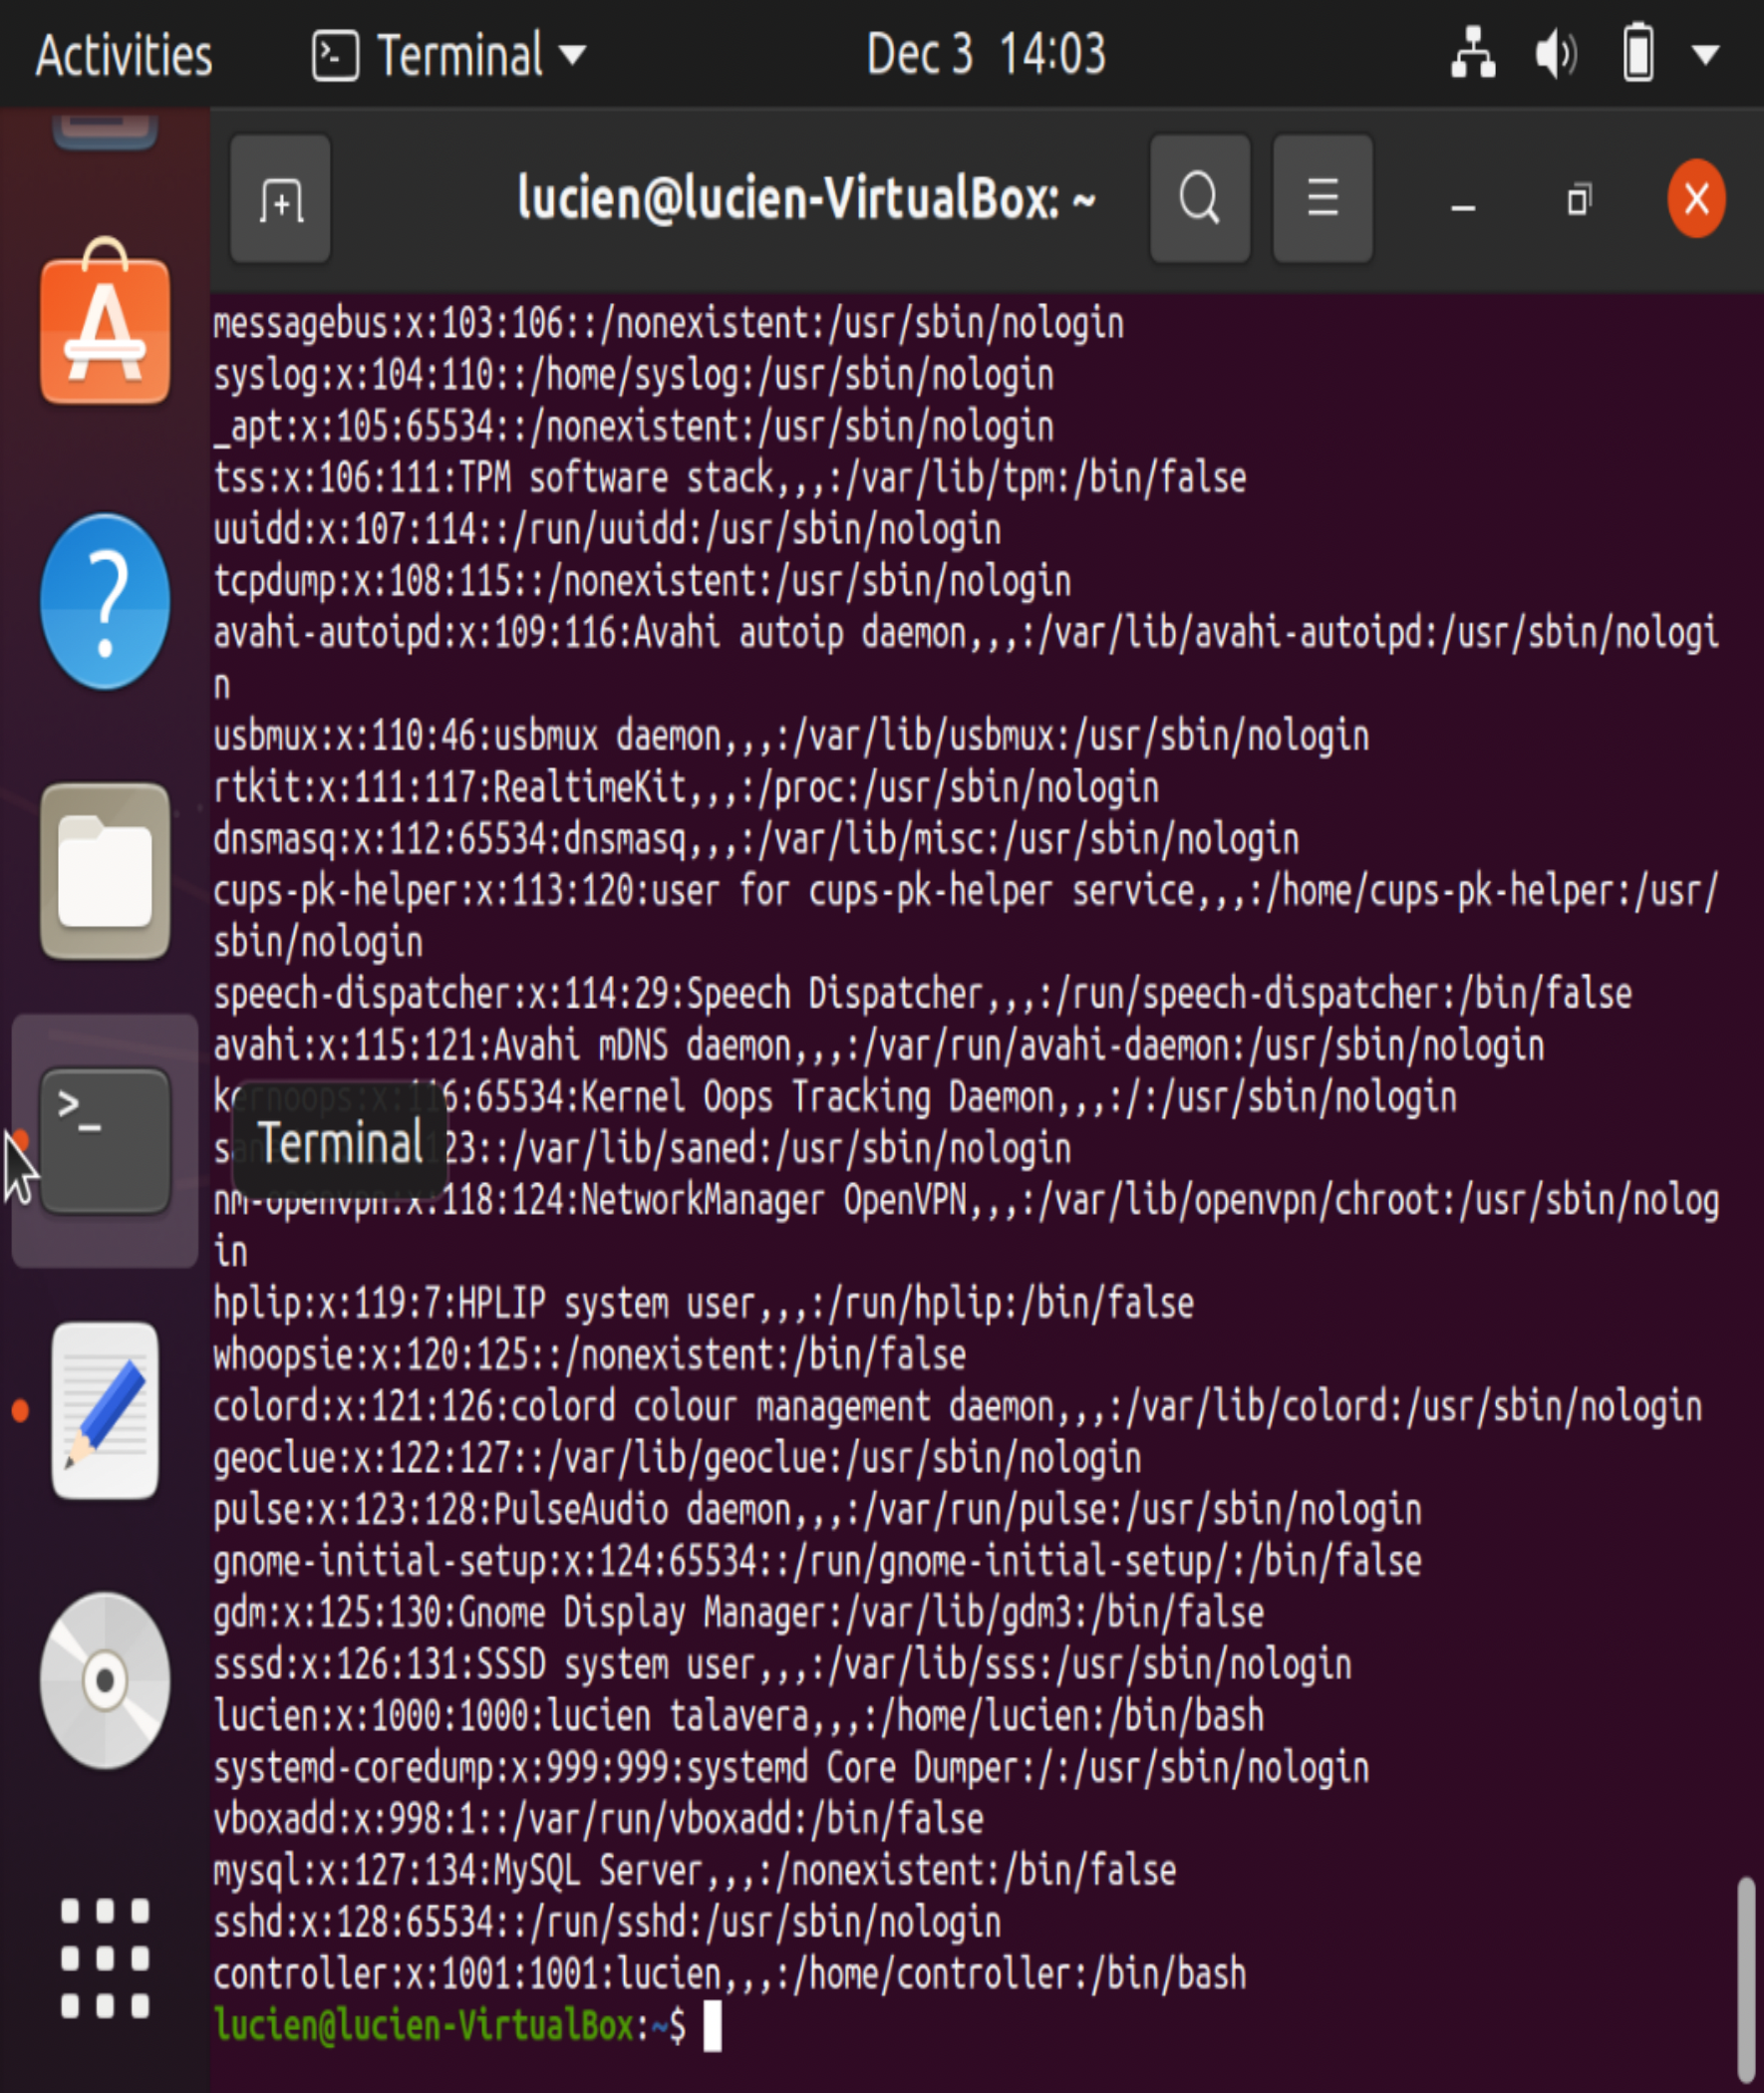 Activities
Terminal
Dec 3 14:03
lucien@lucien-VirtualBox: ~
messagebus:x:103:106::/nonexistent:/usr/sbin/nologin
syslog:x:104:110::/home/syslog:/usr/sbin/nologin
_apt:x:105:65534::/nonexistent:/usr/sbin/nologin
tss:x:106:111:TPM software stack,,,:/var/lib/tpm:/bin/false
uuidd:x:107:114::/run/uuidd:/usr/sbin/nologin
tcpdump:x:108:115::/nonexistent:/usr/sbin/nologin
avahi-autoipd:x:109:116:Avahi autoip daemon,,,:/var/lib/avahi-autoipd:/usr/sbin/nologi
n
usbmux:x:110:46:usbmux daemon,,,:/var/lib/usbmux:/usr/sbin/nologin
rtkit:x:111:117:RealtimeKit,,,:/proc:/usr/sbin/nologin
dnsmasq:x:112:65534:dnsmasq,,,:/var/lib/misc:/usr/sbin/nologin
cups-pk-helper:x:113:120:user for cups-pk-helper service,,,:/home/cups-pk-helper:/usr/
sbin/nologin
speech-dispatcher:x:114:29:Speech Dispatcher,,,:/run/speech-dispatcher:/bin/false
avahi:x:115:121:Avahi mDNS daemon,,,:/var/run/avahi-daemon:/usr/sbin/nologin
kernoops:x:116:65534:Kernel Oops Tracking Daemon,,,:/:/usr/sbin/nologin
Terminal
23::/var/lib/saned:/usr/sbin/nologin
nm-openvpn:x:118:124:NetworkManager OpenVPN,,,:/var/lib/openvpn/chroot:/usr/sbin/nolog
in
hplip:x:119:7:HPLIP system user,,,:/run/hplip:/bin/false
whoopsie:x:120:125::/nonexistent:/bin/false
colord:x:121:126:colord colour management daemon,,,:/var/lib/colord:/usr/sbin/nologin
geoclue:x:122:127::/var/lib/geoclue:/usr/sbin/nologin
pulse:x:123:128:PulseAudio daemon,,,:/var/run/pulse:/usr/sbin/nologin
gnome-initial-setup:x:124:65534::/run/gnome-initial-setup/:/bin/false
gdm:x:125:130:Gnome Display Manager:/var/lib/gdm3:/bin/false
sssd:x:126:131:SSSD system user,,,:/var/lib/sss:/usr/sbin/nologin
lucien:x:1000:1000:lucien talavera,,,:/home/lucien:/bin/bash
systemd-coredump:x:999:999:systemd Core Dumper:/:/usr/sbin/nologin
vboxadd:x:998:1::/var/run/vboxadd:/bin/false
mysql:x:127:134:MySQL Server,,,:/nonexistent:/bin/false
sshd:x:128:65534::/run/sshd:/usr/sbin/nologin
controller:x:1001:1001:lucien,,,:/home/controller:/bin/bash
lucien@lucien-VirtualBox:~$